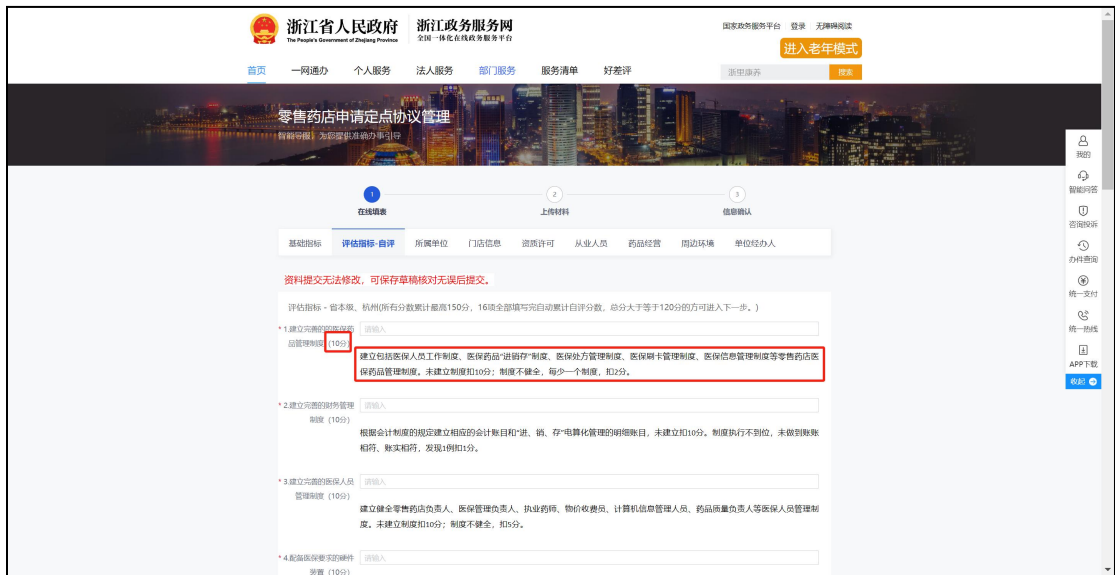 浙江省人民政府
The People's Government of Zhejiang Province
浙江政务服务网
全国一体化在线政务服务平台
国家政务服务平台 登录 无障碍阅读
进入老年模式
首页 一网通办 个人服务 法人服务 部门服务 服务清单 好差评
浙里康养 搜索
零售药店申请定点协议管理
智能导服，为您提供准确办事引导
我的
智能问答
咨询投诉
办件查询
统一支付
统一热线
APP下载
收起
1 2 3
在线填表 上传材料 信息确认
基础指标 评估指标-自评 所属单位 门店信息 资质许可 从业人员 药品经营 周边环境 单位经办人
资料提交无法修改，可保存草稿核对无误后提交。
评估指标 - 省本级、杭州(所有分数累计最高150分，16项全部填写完自动累计自评分数，总分大于等于120分的方可进入下一步。)
* 1.建立完善的的医保药品管理制度 (10分)
请输入
建立包括医保人员工作制度、医保药品“进销存”制度、医保处方管理制度、医保刷卡管理制度、医保信息管理制度等零售药店医
保药品管理制度。未建立制度扣10分；制度不健全，每少一个制度，扣2分。
* 2.建立完善的财务管理
制度 (10分)
请输入
根据会计制度的规定建立相应的会计账目和“进、销、存”电算化管理的明细账目，未建立扣10分。制度执行不到位，未做到账账
相符、账实相符，发现1例扣1分。
* 3.建立完善的医保人员
管理制度 (10分)
请输入
建立健全零售药店负责人、医保管理负责人、执业药师、物价收费员、计算机信息管理人员、药品质量负责人等医保人员管理制
度。未建立制度扣10分；制度不健全，扣5分。
* 4.配备医保要求的硬件
装置 (10分)
请输入